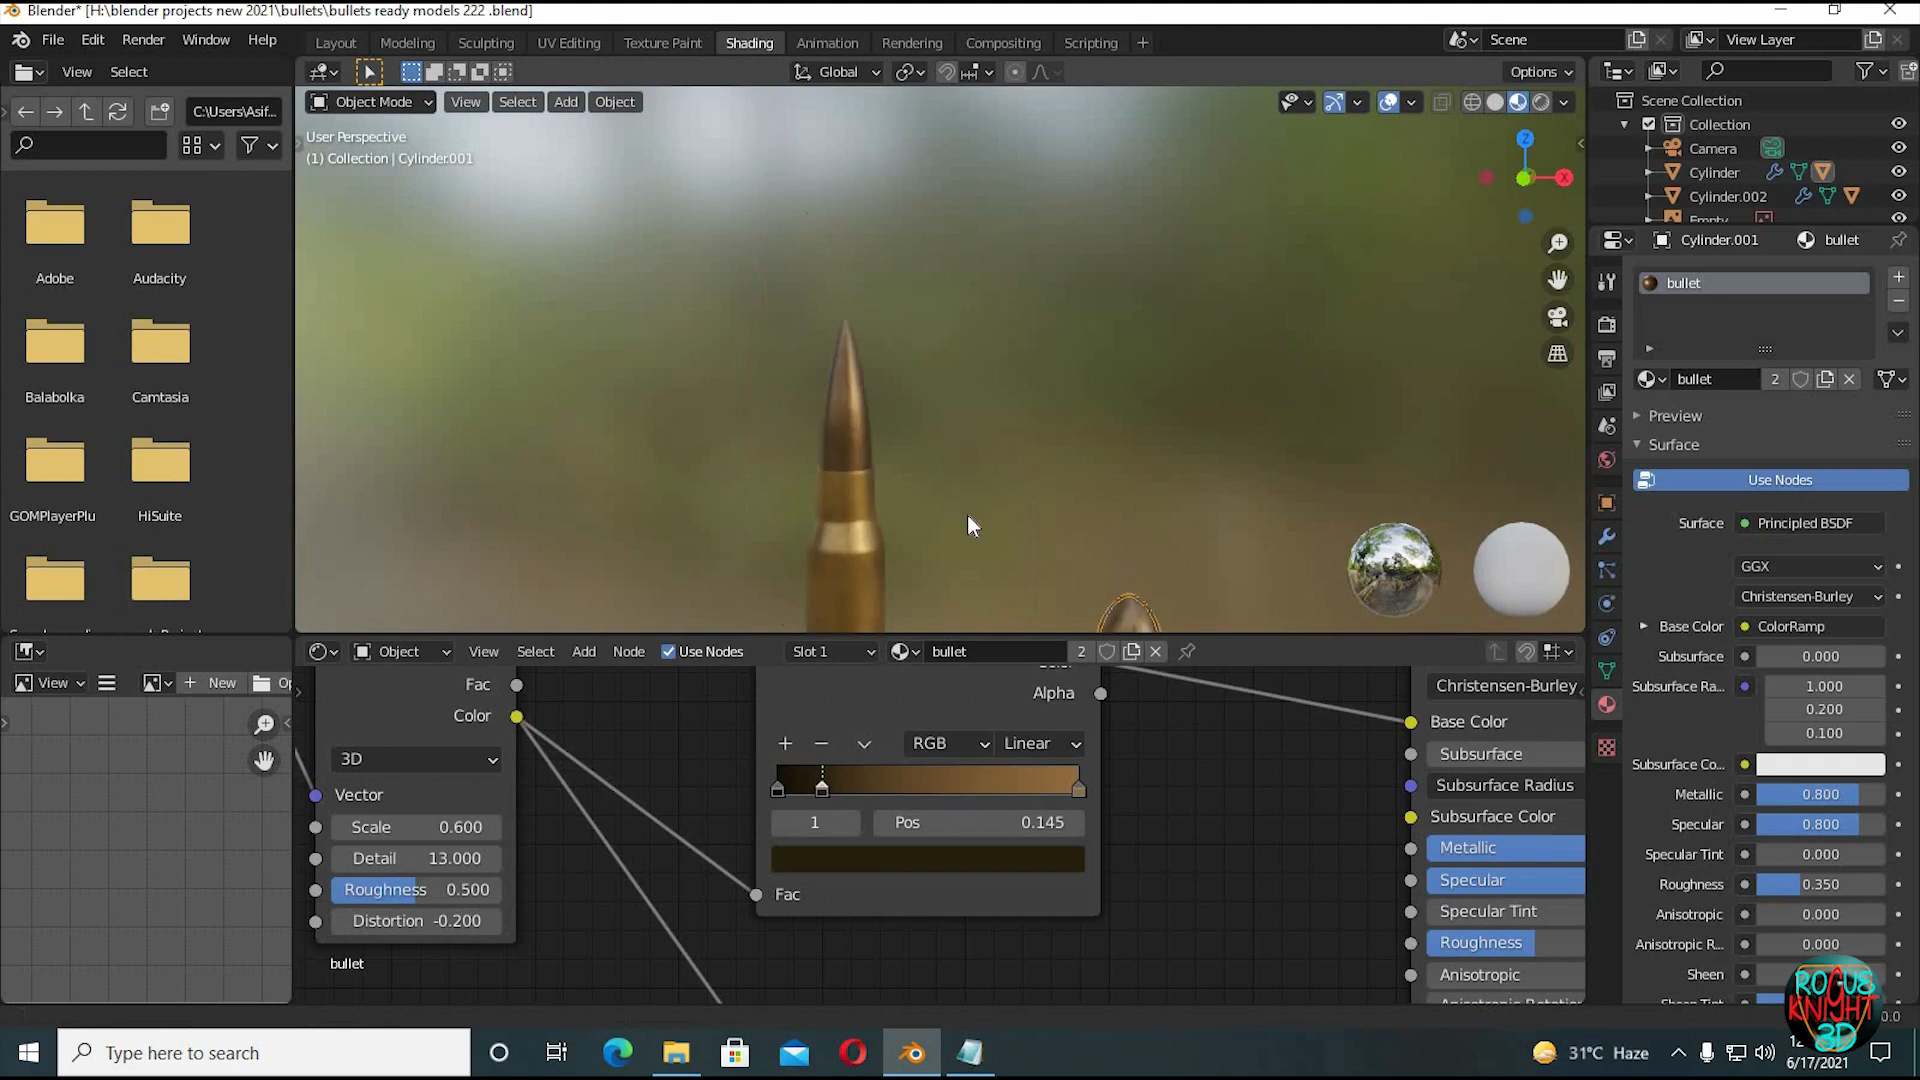 Blender* [H:\blender projects new 2021\bullets\bullets ready models 222 .blend]
File Edit Render Window Help
Layout Modeling Sculpting UV Editing Texture Paint Shading Animation Rendering Compositing Scripting
Scene
View Layer
View Select
Global
Options
C:\Users\Asif...
Object Mode View Select Add Object
User Perspective
(1) Collection | Cylinder.001
Z
X
Adobe Audacity
Balabolka Camtasia
GOMPlayerPlu HiSuite
Scene Collection
Collection
Camera
Cylinder
Cylinder.002
Empty
Cylinder.001 bullet
bullet
bullet 2
Preview
Surface
Use Nodes
Surface Principled BSDF
GGX
Christensen-Burley
Base Color ColorRamp
Subsurface 0.000
Subsurface Ra... 1.000
0.200
0.100
Subsurface Co...
Metallic 0.800
Specular 0.800
Specular Tint 0.000
Roughness 0.350
Anisotropic 0.000
Anisotropic R... 0.000
Sheen
Sheen Tint
Object View Select Add Node Use Nodes Slot 1 bullet 2
View New
Fac
Color
3D
Vector
Scale 0.600
Detail 13.000
Roughness 0.500
Distortion -0.200
bullet
Alpha
RGB Linear
1 Pos 0.145
Fac
Christensen-Burley
Base Color
Subsurface
Subsurface Radius
Subsurface Color
Metallic
Specular
Specular Tint
Roughness
Anisotropic
ROGUE
KNIGHT
3D
Type here to search
31°C Haze
6/17/2021